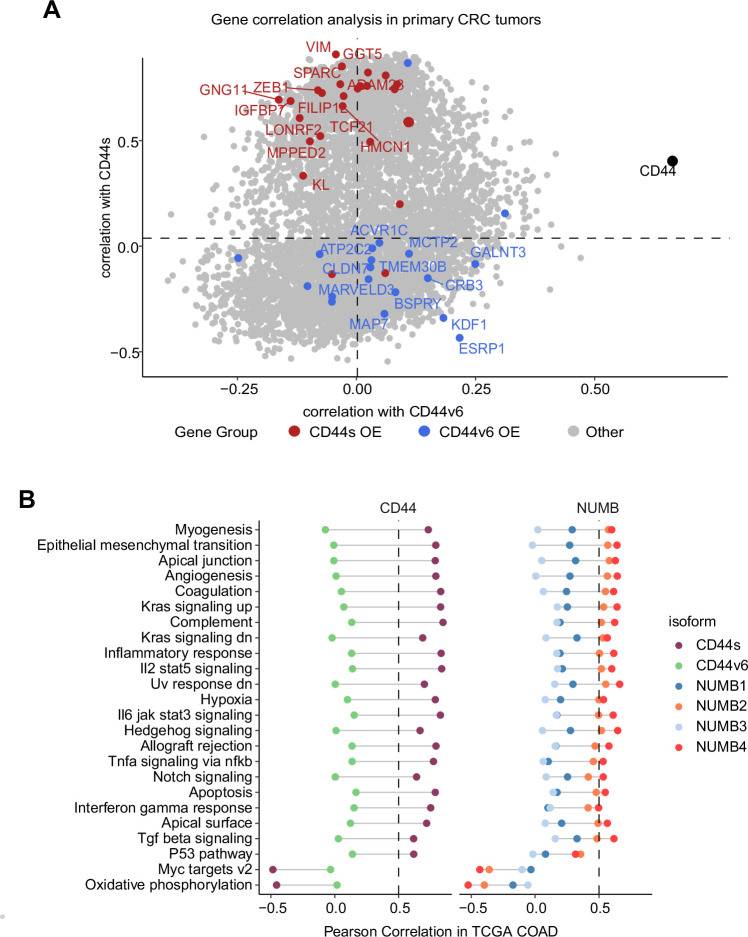 A
Gene correlation analysis in primary CRC tumors
VIM
GGT5
SPARC
ADAM23
GNG11
ZEB1
IGFBP7
FILIP1L
LONRF2
TCF21
HMCN1
MPPED2
KL
CD44
ACVR1C
MCTP2
ATP2C2
GALNT3
CLDN7
TMEM30B
CRB3
MARVELD3
BSPRY
MAP7
KDF1
ESRP1
correlation with CD44s
0.5
0.0
−0.5
−0.25
0.00
0.25
0.50
correlation with CD44v6
Gene Group
CD44s OE
CD44v6 OE
Other
B
CD44
NUMB
Myogenesis
Epithelial mesenchymal transition
Apical junction
Angiogenesis
Coagulation
Kras signaling up
Complement
Kras signaling dn
Inflammatory response
Il2 stat5 signaling
Uv response dn
Hypoxia
Il6 jak stat3 signaling
Hedgehog signaling
Allograft rejection
Tnfa signaling via nfkb
Notch signaling
Apoptosis
Interferon gamma response
Apical surface
Tgf beta signaling
P53 pathway
Myc targets v2
Oxidative phosphorylation
isoform
CD44s
CD44v6
NUMB1
NUMB2
NUMB3
NUMB4
−0.5
0.0
0.5
−0.5
0.0
0.5
Pearson Correlation in TCGA COAD